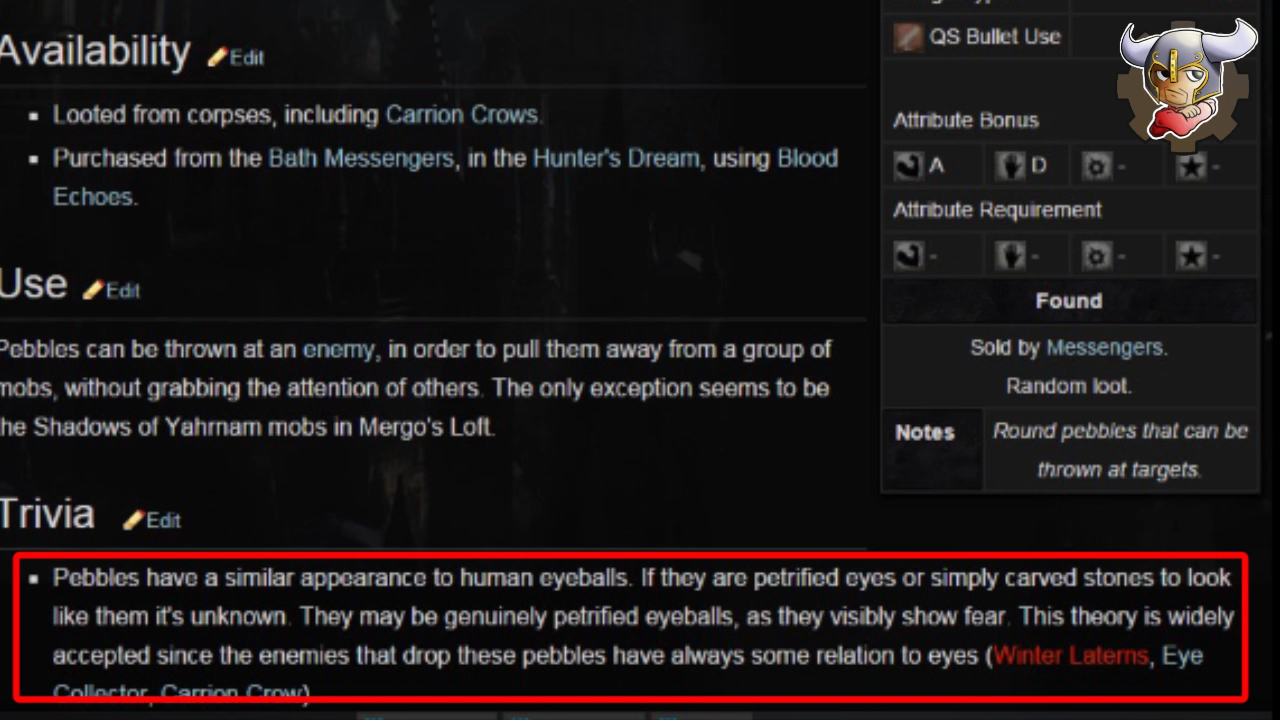 Availability Edit
QS Bullet Use
▪ Looted from corpses, including Carrion Crows.
▪ Purchased from the Bath Messengers, in the Hunter's Dream, using Blood
Echoes.
Attribute Bonus
A D - -
Attribute Requirement
- - - -
Found
Sold by Messengers.
Random loot.
Notes Round pebbles that can be
thrown at targets.
Use Edit
Pebbles can be thrown at an enemy, in order to pull them away from a group of
mobs, without grabbing the attention of others. The only exception seems to be
the Shadows of Yahrnam mobs in Mergo's Loft.
Trivia Edit
▪ Pebbles have a similar appearance to human eyeballs. If they are petrified eyes or simply carved stones to look
like them it's unknown. They may be genuinely petrified eyeballs, as they visibly show fear. This theory is widely
accepted since the enemies that drop these pebbles have always some relation to eyes (Winter Laterns, Eye
Collector, Carrion Crow)